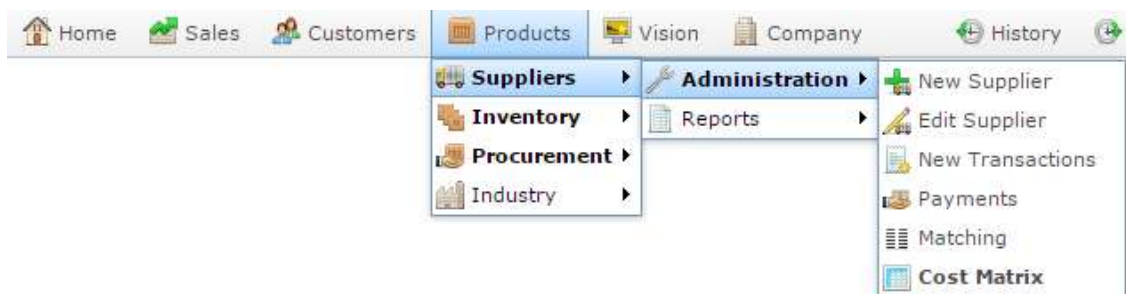 Home Sales Customers Products Vision Company History
Suppliers Administration New Supplier
Inventory Reports Edit Supplier
Procurement New Transactions
Industry Payments
Matching
Cost Matrix